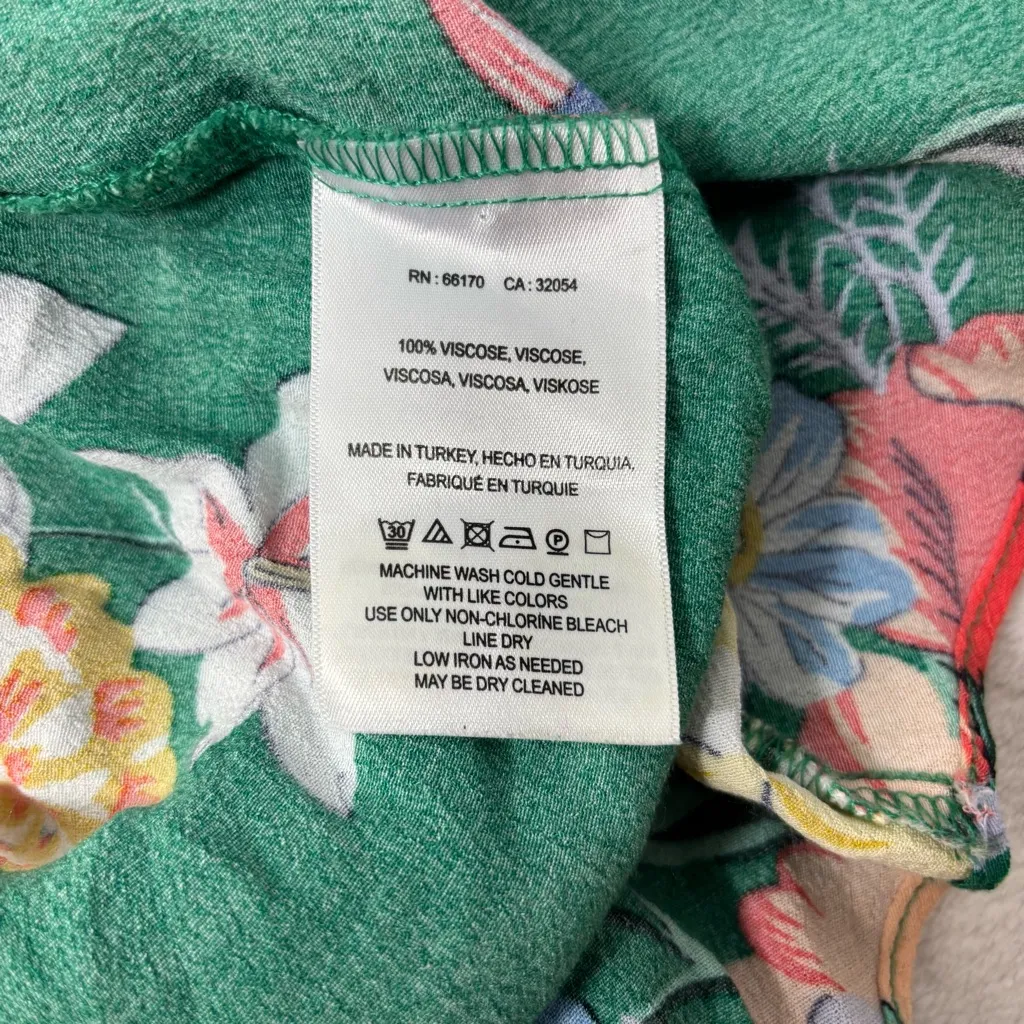 RN : 66170 CA : 32054
100% VISCOSE, VISCOSE,
VISCOSA, VISCOSA, VISKOSE
MADE IN TURKEY, HECHO EN TURQUIA,
FABRIQUÉ EN TURQUIE
30 P
MACHINE WASH COLD GENTLE
WITH LIKE COLORS
USE ONLY NON-CHLORINE BLEACH
LINE DRY
LOW IRON AS NEEDED
MAY BE DRY CLEANED